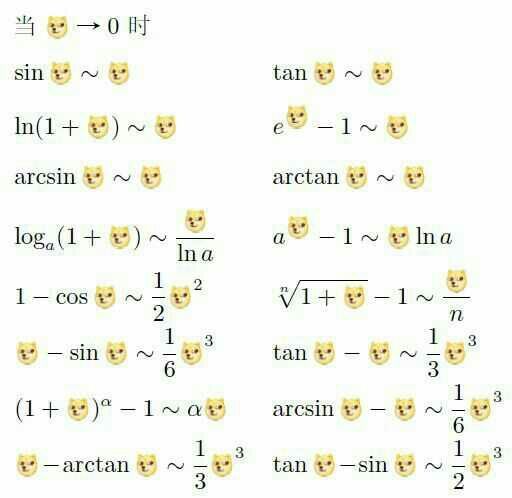 当 🐶 → 0 时
sin 🐶 ∼ 🐶 tan 🐶 ∼ 🐶
ln(1 + 🐶) ∼ 🐶 e^🐶 − 1 ∼ 🐶
arcsin 🐶 ∼ 🐶 arctan 🐶 ∼ 🐶
logₐ(1 + 🐶) ∼ 🐶/ln a a^🐶 − 1 ∼ 🐶 ln a
1 − cos 🐶 ∼ 1/2 🐶² ⁿ√(1 + 🐶) − 1 ∼ 🐶/n
🐶 − sin 🐶 ∼ 1/6 🐶³ tan 🐶 − 🐶 ∼ 1/3 🐶³
(1 + 🐶)^α − 1 ∼ α🐶 arcsin 🐶 − 🐶 ∼ 1/6 🐶³
🐶 − arctan 🐶 ∼ 1/3 🐶³ tan 🐶 − sin 🐶 ∼ 1/2 🐶³